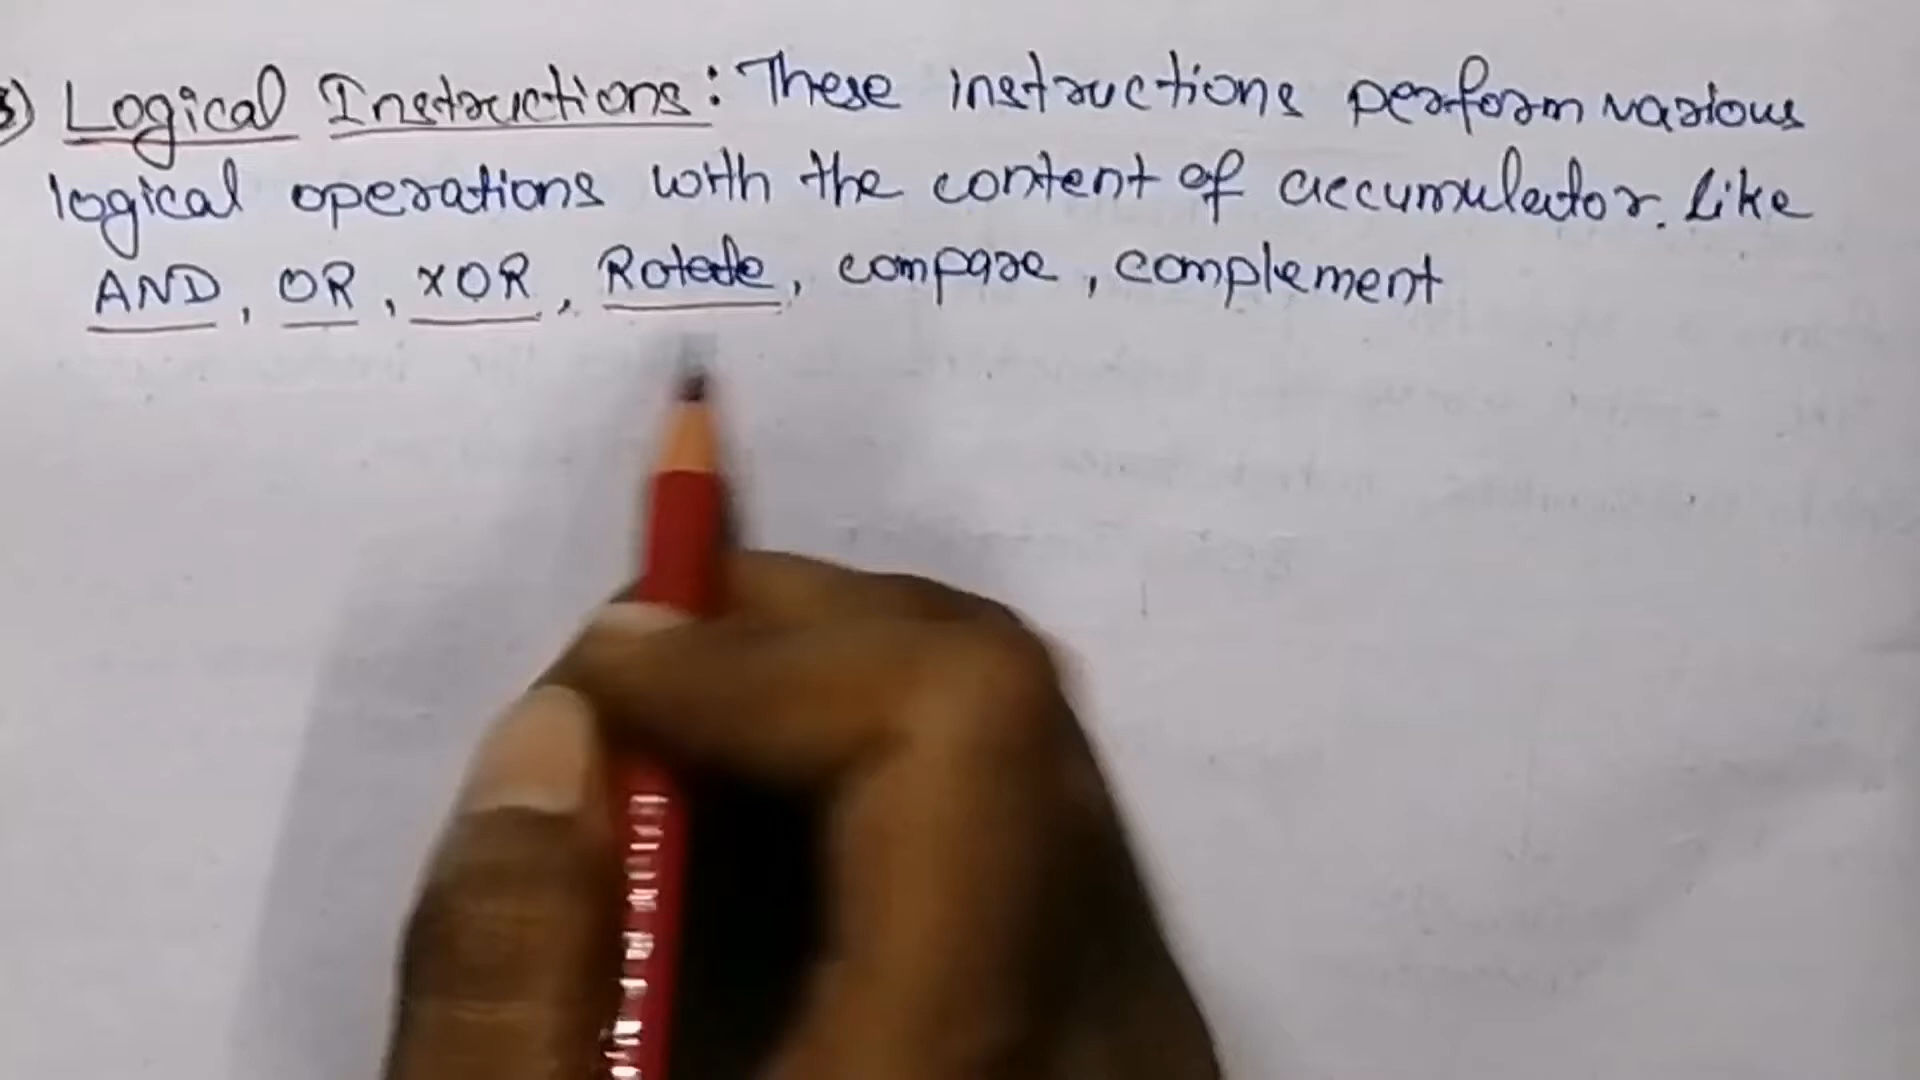 3) Logical Instructions: These instructions perform various
logical operations with the content of accumulator. Like
AND, OR, XOR, Rotate, compare, complement